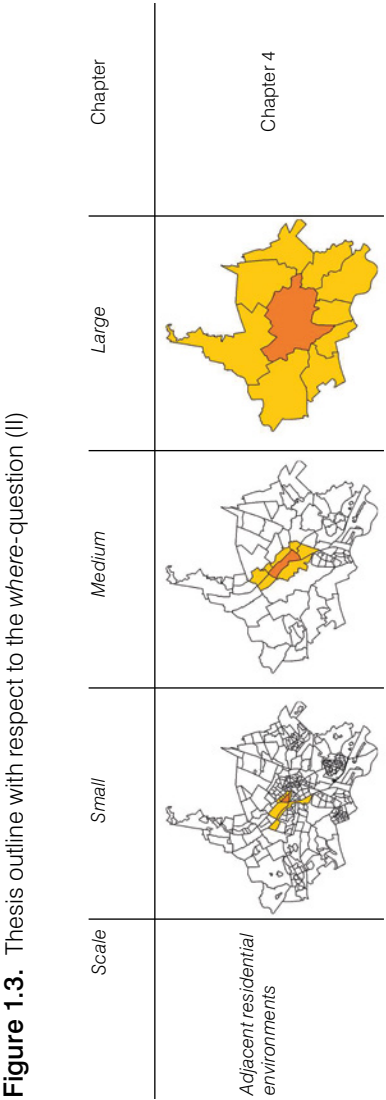 Figure 1.3. Thesis outline with respect to the where-question (II)
Scale
Small
Medium
Large
Chapter
Adjacent residential
environments
Chapter 4